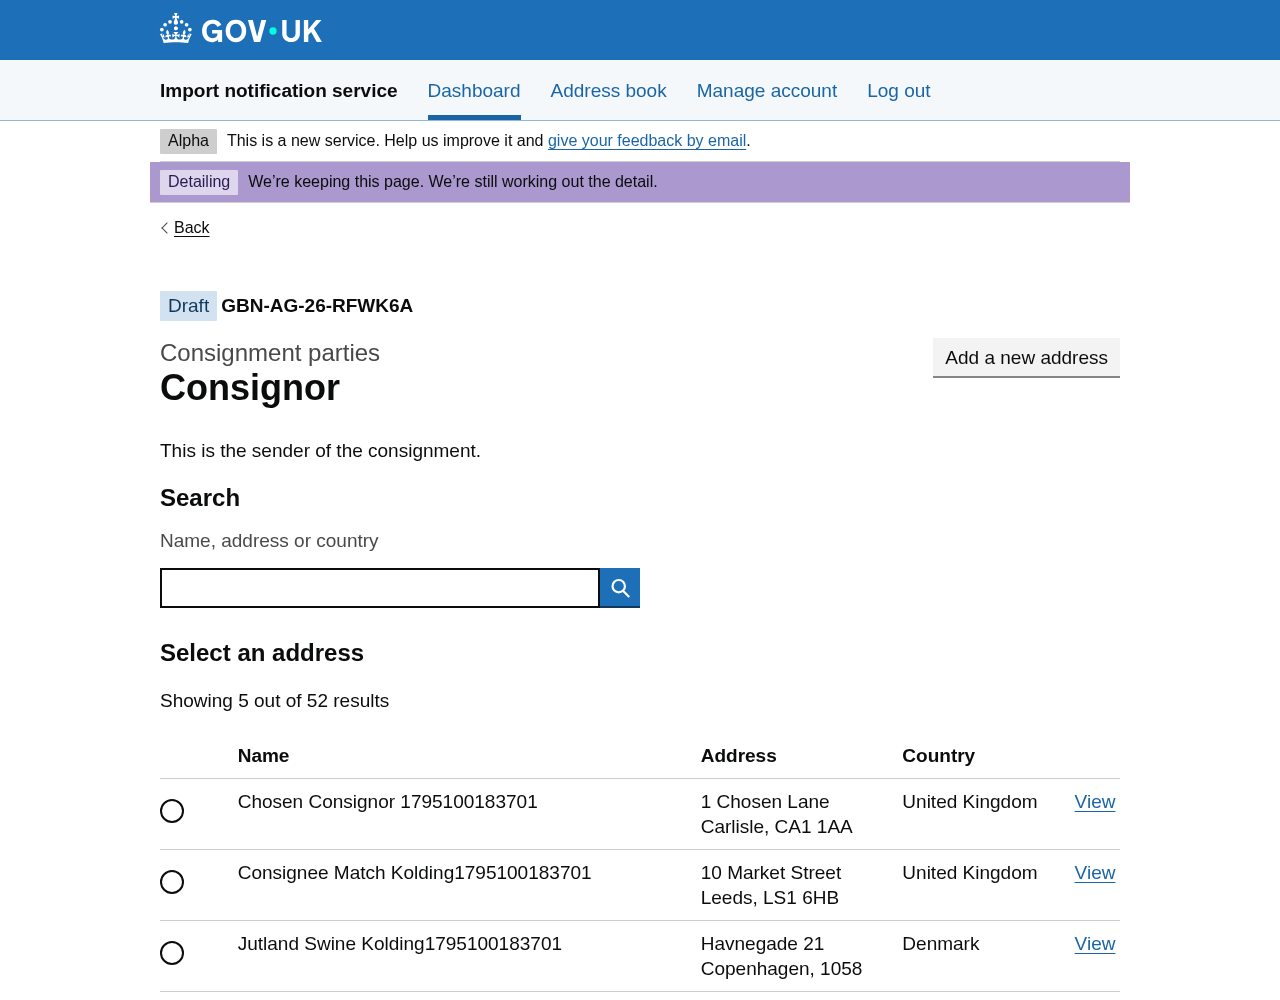 GOV·UK
Import notification service Dashboard Address book Manage account Log out
Alpha This is a new service. Help us improve it and give your feedback by email.
Detailing We’re keeping this page. We’re still working out the detail.
Back
Draft GBN-AG-26-RFWK6A
Consignment parties
Consignor
Add a new address
This is the sender of the consignment.
Search
Name, address or country
Select an address
Showing 5 out of 52 results
Name Address Country
Chosen Consignor 1795100183701 1 Chosen Lane United Kingdom View
Carlisle, CA1 1AA
Consignee Match Kolding1795100183701 10 Market Street United Kingdom View
Leeds, LS1 6HB
Jutland Swine Kolding1795100183701 Havnegade 21 Denmark View
Copenhagen, 1058